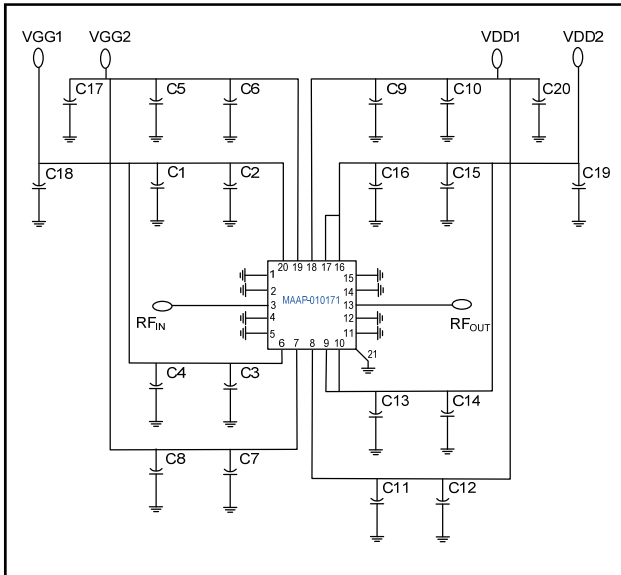 VGG1 VGG2 VDD1 VDD2
C17 C5 C6 C9 C10 C20
C18 C1 C2 C16 C15 C19
20 19 18 17 16
1 15
2 14
MAAP-010171
RFIN 3 13 RFOUT
4 12
5 11
6 7 8 9 10 21
C4 C3
C13 C14
C8 C7
C11 C12